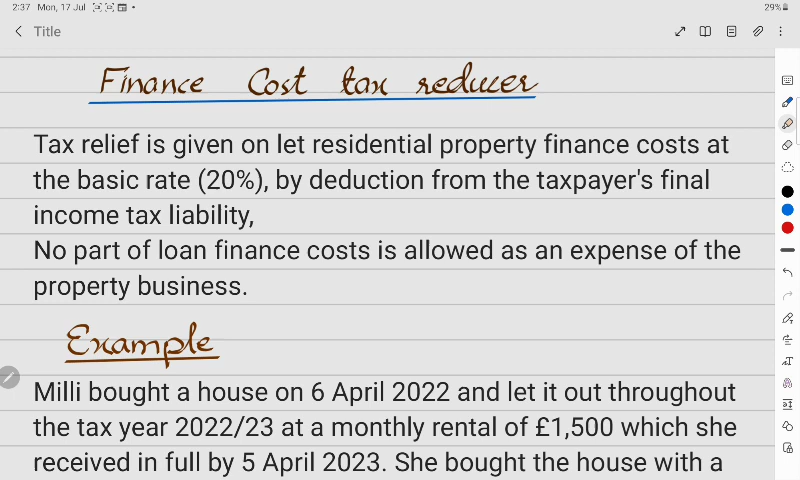 2:37 Mon, 17 Jul
29%
Title
Finance Cost tax reducer
Tax relief is given on let residential property finance costs at
the basic rate (20%), by deduction from the taxpayer's final
income tax liability,
No part of loan finance costs is allowed as an expense of the
property business.
Example
Milli bought a house on 6 April 2022 and let it out throughout
the tax year 2022/23 at a monthly rental of £1,500 which she
received in full by 5 April 2023. She bought the house with a